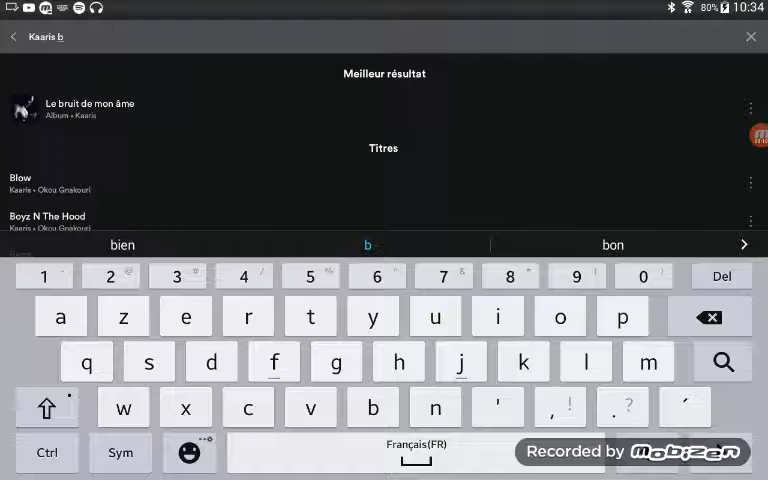 80% 10:34
Kaaris b
Meilleur résultat
Le bruit de mon âme
Album • Kaaris
Titres
00:10
Blow
Kaaris • Okou Gnakouri
Boyz N The Hood
Kaaris • Okou Gnakouri
bien b bon
1 2 @ 3 # 4 / 5 % 6 ^ 7 & 8 * 9 ( 0 ) Del
a z e r t y u i o p
q s d f g h j k l m
w x c v b n ' , ! . ? ´
Ctrl Sym Français(FR)
Recorded by Mobizen